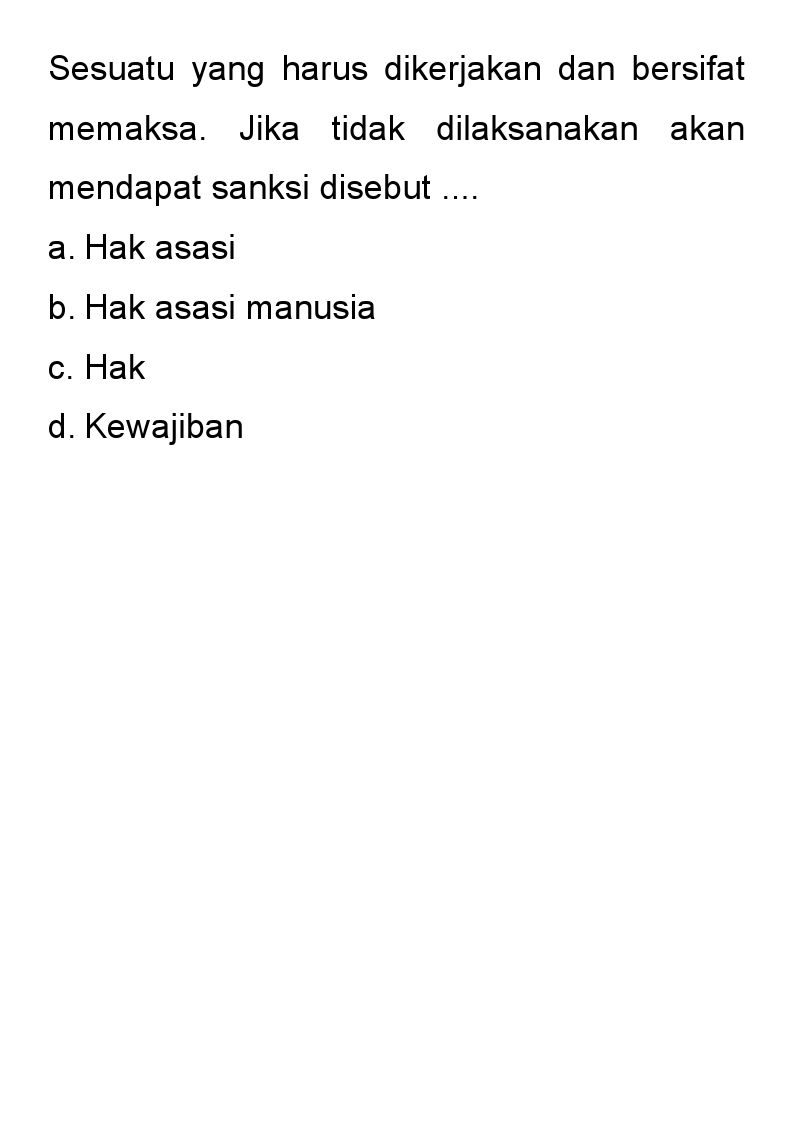 Sesuatu yang harus dikerjakan dan bersifat
memaksa. Jika tidak dilaksanakan akan
mendapat sanksi disebut ....
a. Hak asasi
b. Hak asasi manusia
c. Hak
d. Kewajiban